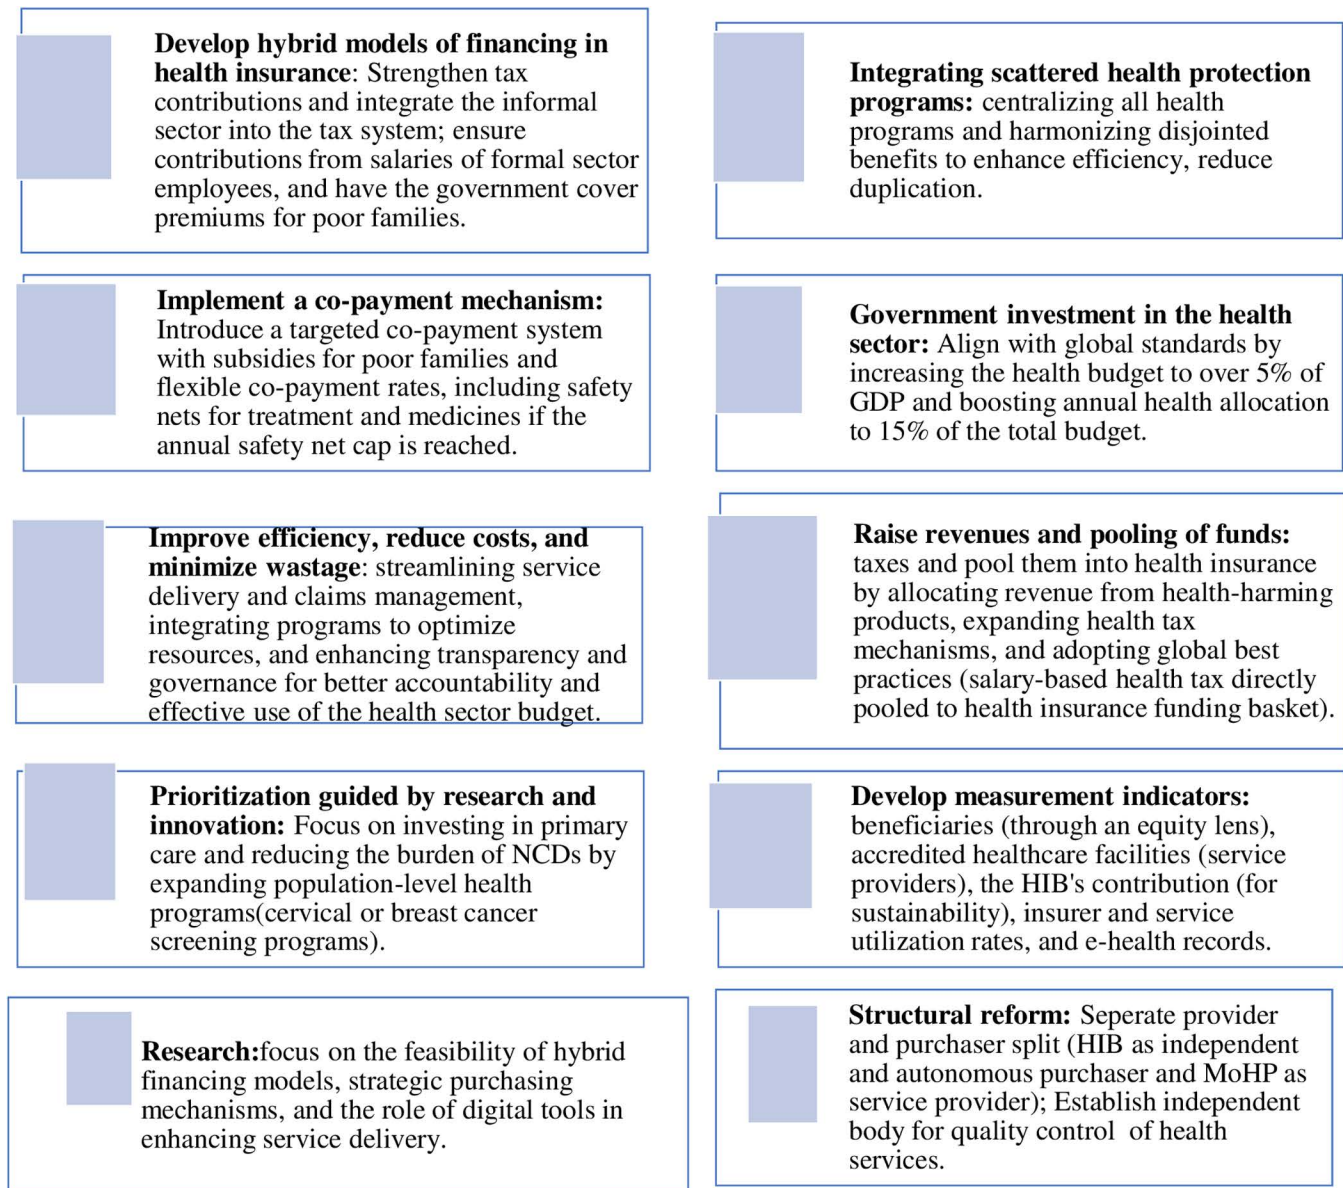 Develop hybrid models of financing in
health insurance: Strengthen tax
contributions and integrate the informal
sector into the tax system; ensure
contributions from salaries of formal sector
employees, and have the government cover
premiums for poor families.
Integrating scattered health protection
programs: centralizing all health
programs and harmonizing disjointed
benefits to enhance efficiency, reduce
duplication.
Implement a co-payment mechanism:
Introduce a targeted co-payment system
with subsidies for poor families and
flexible co-payment rates, including safety
nets for treatment and medicines if the
annual safety net cap is reached.
Government investment in the health
sector: Align with global standards by
increasing the health budget to over 5% of
GDP and boosting annual health allocation
to 15% of the total budget.
Improve efficiency, reduce costs, and
minimize wastage: streamlining service
delivery and claims management,
integrating programs to optimize
resources, and enhancing transparency and
governance for better accountability and
effective use of the health sector budget.
Raise revenues and pooling of funds:
taxes and pool them into health insurance
by allocating revenue from health-harming
products, expanding health tax
mechanisms, and adopting global best
practices (salary-based health tax directly
pooled to health insurance funding basket).
Prioritization guided by research and
innovation: Focus on investing in primary
care and reducing the burden of NCDs by
expanding population-level health
programs(cervical or breast cancer
screening programs).
Develop measurement indicators:
beneficiaries (through an equity lens),
accredited healthcare facilities (service
providers), the HIB's contribution (for
sustainability), insurer and service
utilization rates, and e-health records.
Research:focus on the feasibility of hybrid
financing models, strategic purchasing
mechanisms, and the role of digital tools in
enhancing service delivery.
Structural reform: Seperate provider
and purchaser split (HIB as independent
and autonomous purchaser and MoHP as
service provider); Establish independent
body for quality control of health
services.